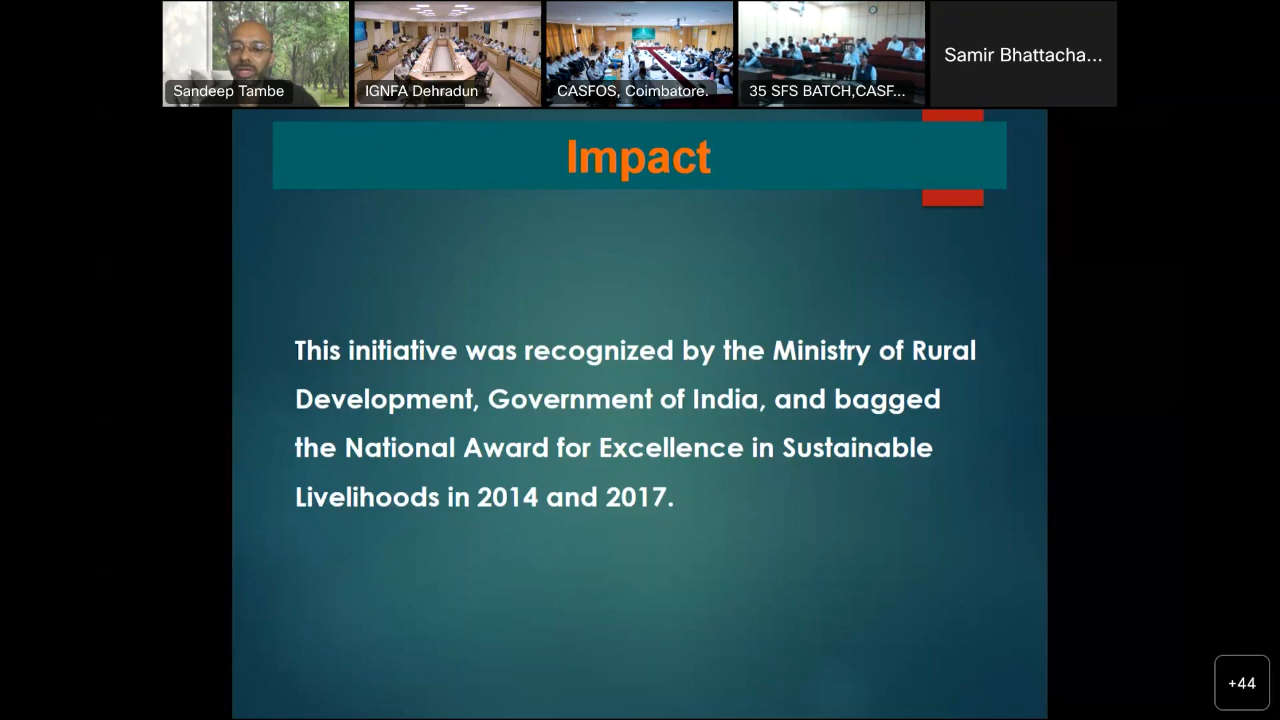 Sandeep Tambe
IGNFA Dehradun
CASFOS, Coimbatore.
35 SFS BATCH,CASF...
Samir Bhattacha...
Impact
This initiative was recognized by the Ministry of Rural
Development, Government of India, and bagged
the National Award for Excellence in Sustainable
Livelihoods in 2014 and 2017.
+44